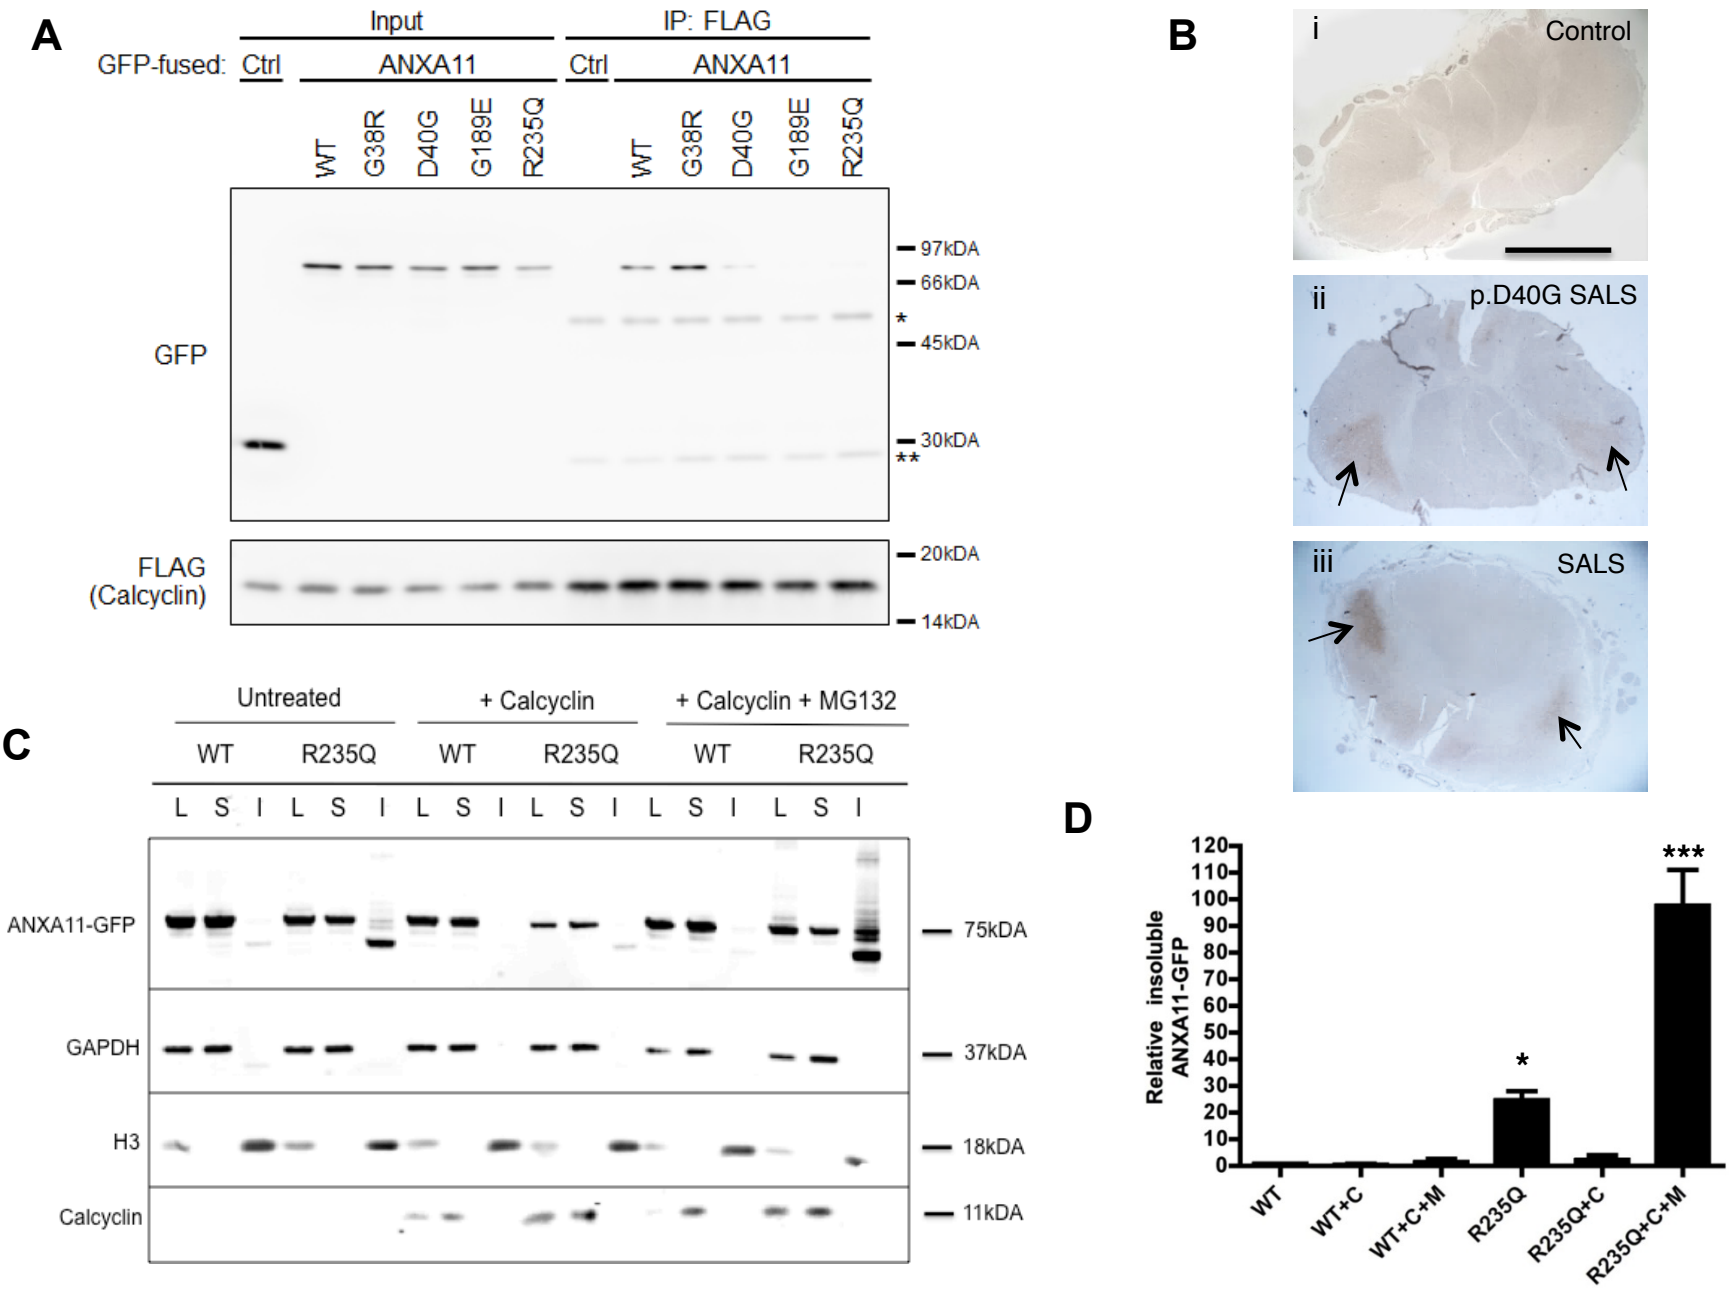 A
Input
IP: FLAG
GFP-fused: Ctrl ANXA11 Ctrl ANXA11
WT G38R D40G G189E R235Q WT G38R D40G G189E R235Q
GFP
97kDA
66kDA
*
45kDA
30kDA
**
FLAG
(Calcyclin)
20kDA
14kDA
B
i Control
ii p.D40G SALS
iii SALS
C
Untreated + Calcyclin + Calcyclin + MG132
WT R235Q WT R235Q WT R235Q
L S I L S I L S I L S I L S I L S I
ANXA11-GFP 75kDA
GAPDH 37kDA
H3 18kDA
Calcyclin 11kDA
D
Relative insoluble
ANXA11-GFP
120
110
100
90
80
70
60
50
40
30
20
10
0
*
***
WT WT+C WT+C+M R235Q R235Q+C R235Q+C+M